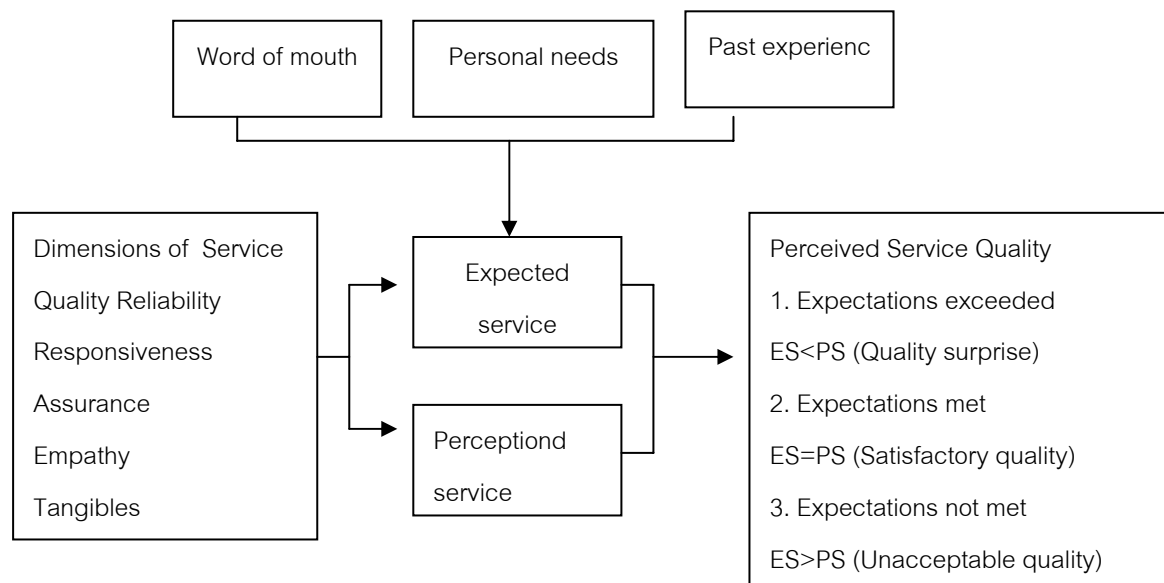 Word of mouth
Personal needs
Past experienc
Dimensions of Service
Quality Reliability
Responsiveness
Assurance
Empathy
Tangibles
Expected
service
Perceptiond
service
Perceived Service Quality
1. Expectations exceeded
ES<PS (Quality surprise)
2. Expectations met
ES=PS (Satisfactory quality)
3. Expectations not met
ES>PS (Unacceptable quality)